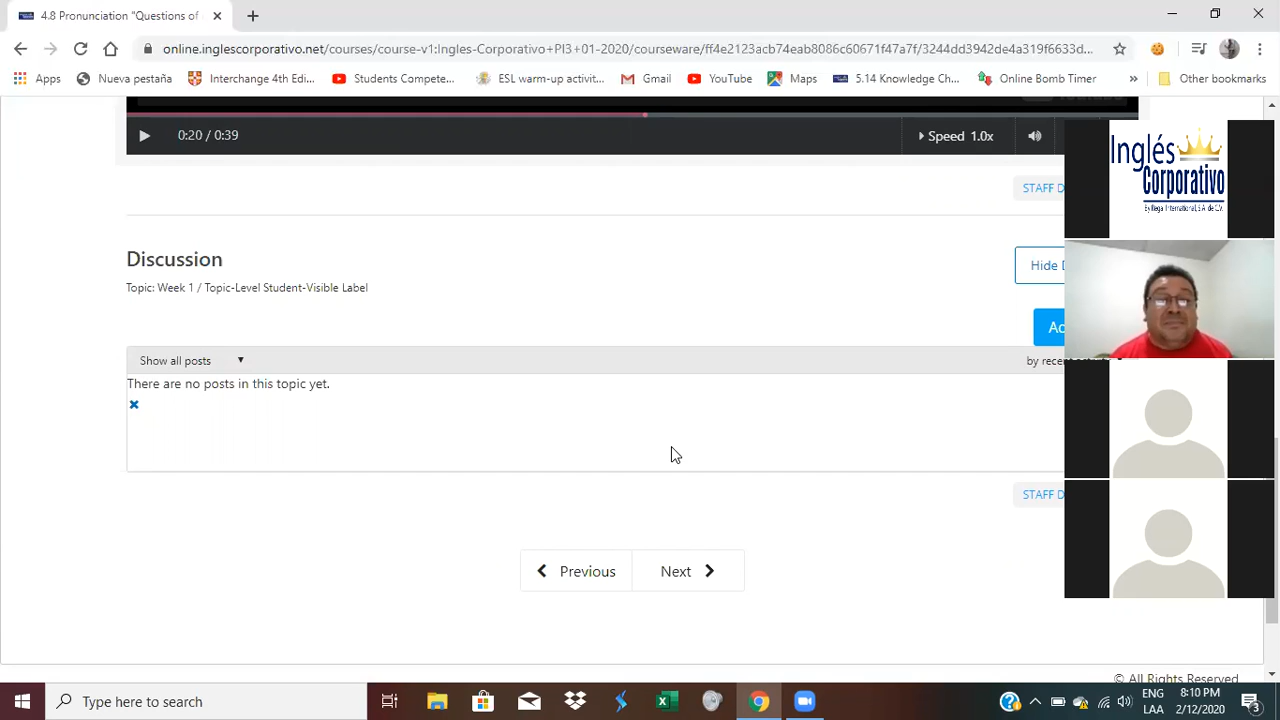 4.8 Pronunciation "Questions of
online.inglescorporativo.net/courses/course-v1:Ingles-Corporativo+PI3+01-2020/courseware/ff4e2123acb74eab8086c60671f47a7f/3244dd3942de4a319f6633d...
Apps
Nueva pestaña
Interchange 4th Edi...
Students Compete...
ESL warm-up activit...
Gmail
YouTube
Maps
5.14 Knowledge Ch...
Online Bomb Timer
»
Other bookmarks
0:20 / 0:39
Speed 1.0x
Inglés
Corporativo
STAFF D
Discussion
Hide D
Topic: Week 1 / Topic-Level Student-Visible Label
Show all posts
by recent
There are no posts in this topic yet.
STAFF D
Previous
Next
© All Rights Reserved
Type here to search
ENG
LAA
8:10 PM
2/12/2020
3